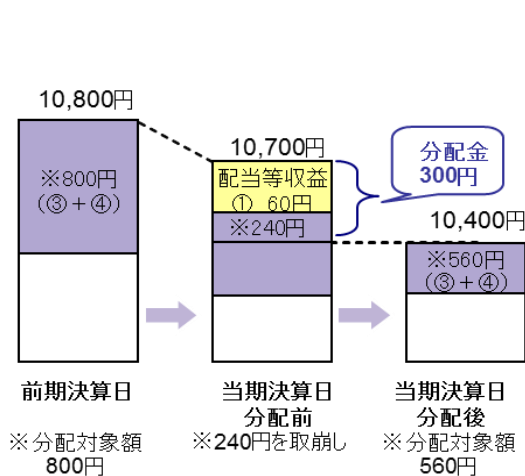 10,800円
※800円
(③+④)
前期決算日
※分配対象額
800円
10,700円
配当等収益
① 60円
※240円
当期決算日
分配前
※240円を取崩し
分配金
300円
10,400円
※560円
(③+④)
当期決算日
分配後
※分配対象額
560円